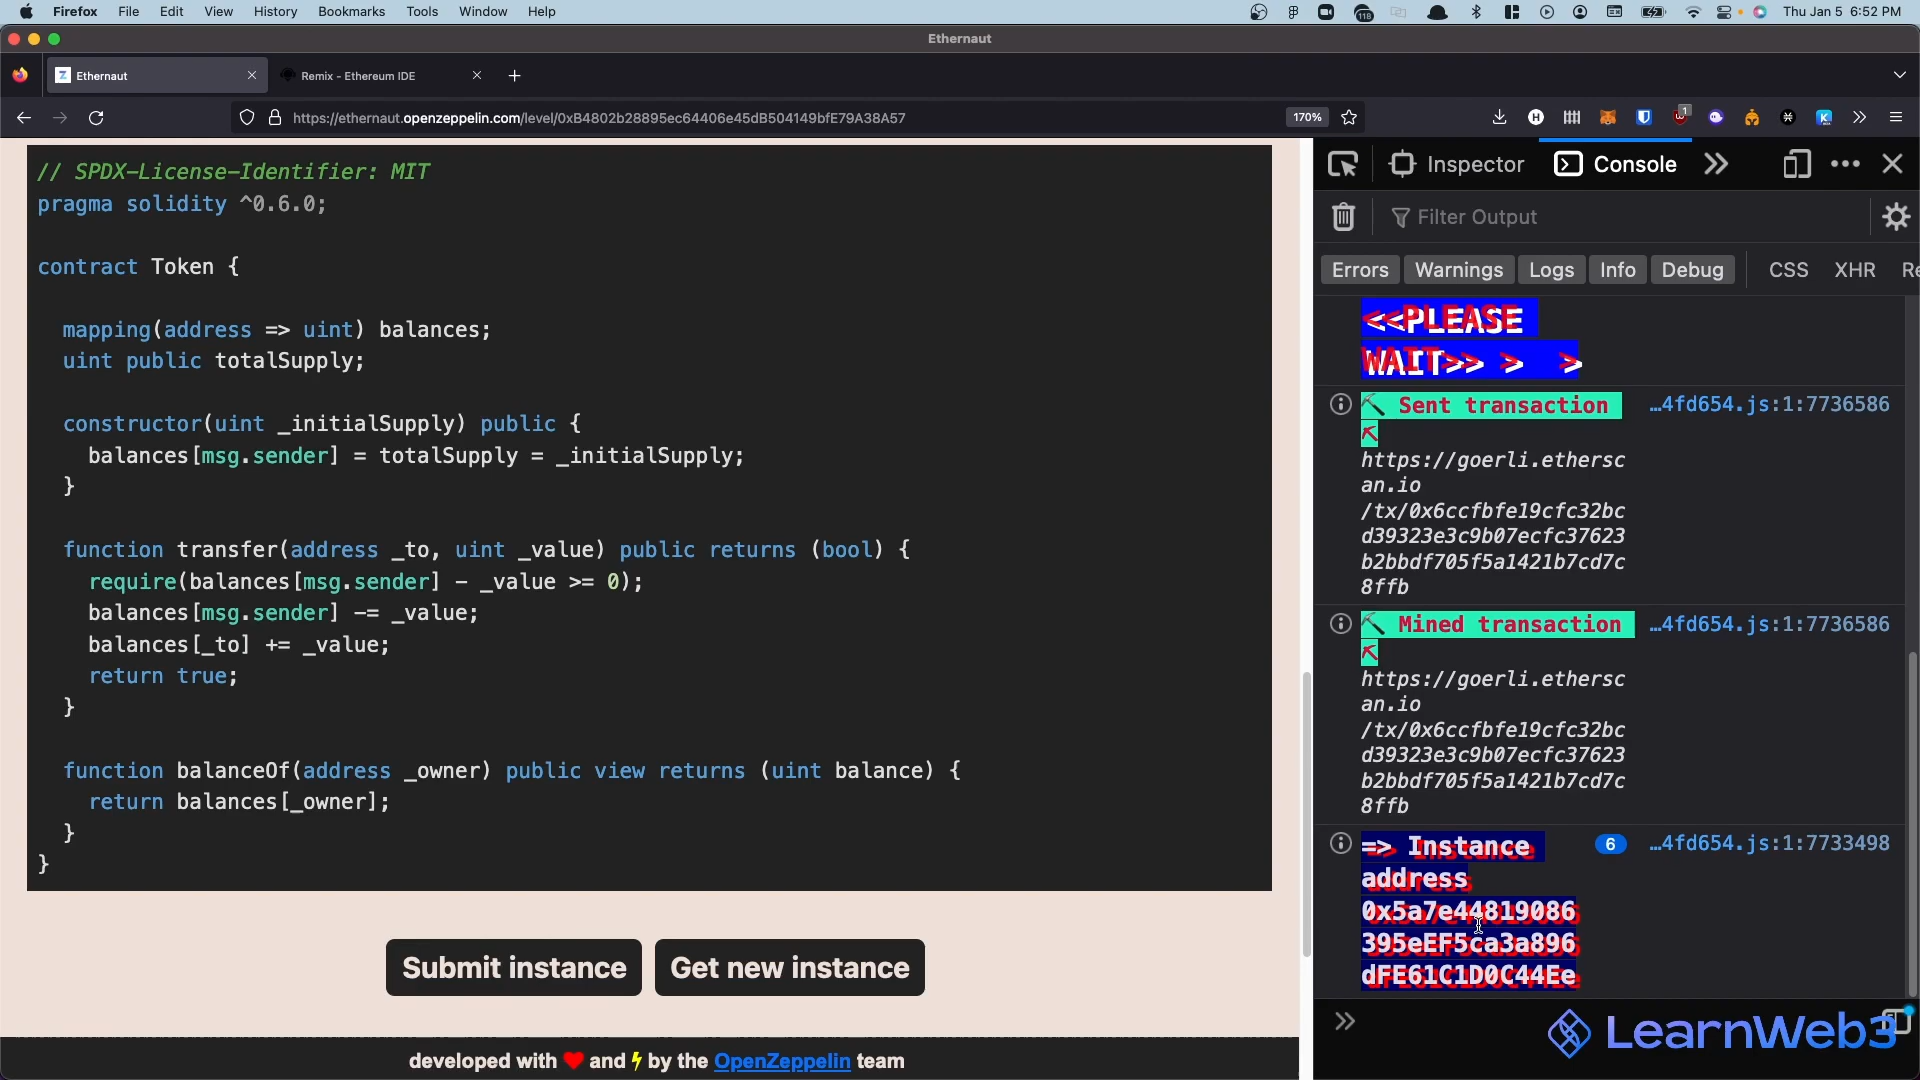 Firefox File Edit View History Bookmarks Tools Window Help 118 Thu Jan 5 6:52 PM
Ethernaut
Ethernaut Remix - Ethereum IDE
https://ethernaut.openzeppelin.com/level/0xB4802b28895ec64406e45dB504149bfE79A38A57 170% 1
// SPDX-License-Identifier: MIT
pragma solidity ^0.6.0;
contract Token {
mapping(address => uint) balances;
uint public totalSupply;
constructor(uint _initialSupply) public {
balances[msg.sender] = totalSupply = _initialSupply;
}
function transfer(address _to, uint _value) public returns (bool) {
require(balances[msg.sender] - _value >= 0);
balances[msg.sender] -= _value;
balances[_to] += _value;
return true;
}
function balanceOf(address _owner) public view returns (uint balance) {
return balances[_owner];
}
}
Submit instance Get new instance
developed with ❤ and ⚡ by the OpenZeppelin team
Inspector Console
Filter Output
Errors Warnings Logs Info Debug CSS XHR Re
<<PLEASE
WAIT>> > >
Sent transaction …4fd654.js:1:7736586
https://goerli.ethersc
an.io
/tx/0x6ccfbfe19cfc32bc
d39323e3c9b07ecfc37623
b2bbdf705f5a1421b7cd7c
8ffb
Mined transaction …4fd654.js:1:7736586
https://goerli.ethersc
an.io
/tx/0x6ccfbfe19cfc32bc
d39323e3c9b07ecfc37623
b2bbdf705f5a1421b7cd7c
8ffb
=> Instance 6 …4fd654.js:1:7733498
address
0x5a7e44819086
395eEF5ca3a896
dFE61C1D0C44Ee
LearnWeb3